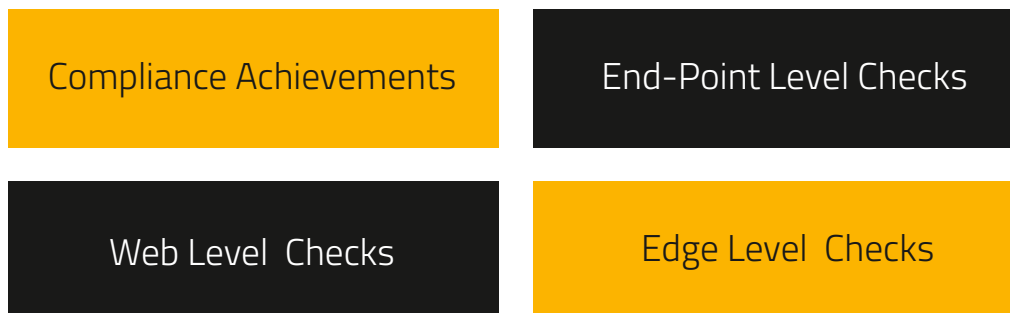 Compliance Achievements
End-Point Level Checks
Web Level  Checks
Edge Level  Checks